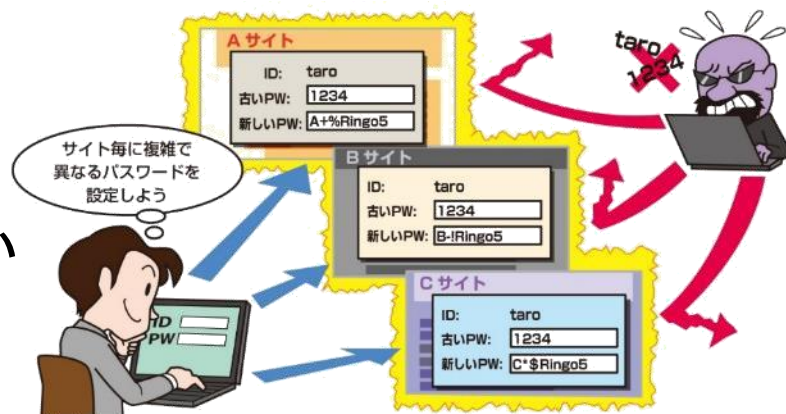 Aサイト
ID: taro
古いPW: 1234
新しいPW: A+%Ringo5
taro
1234
サイト毎に複雑で
異なるパスワードを
設定しよう
Bサイト
ID: taro
古いPW: 1234
新しいPW: B-!Ringo5
い
Cサイト
ID: taro
古いPW: 1234
新しいPW: C*$Ringo5
ID
PW